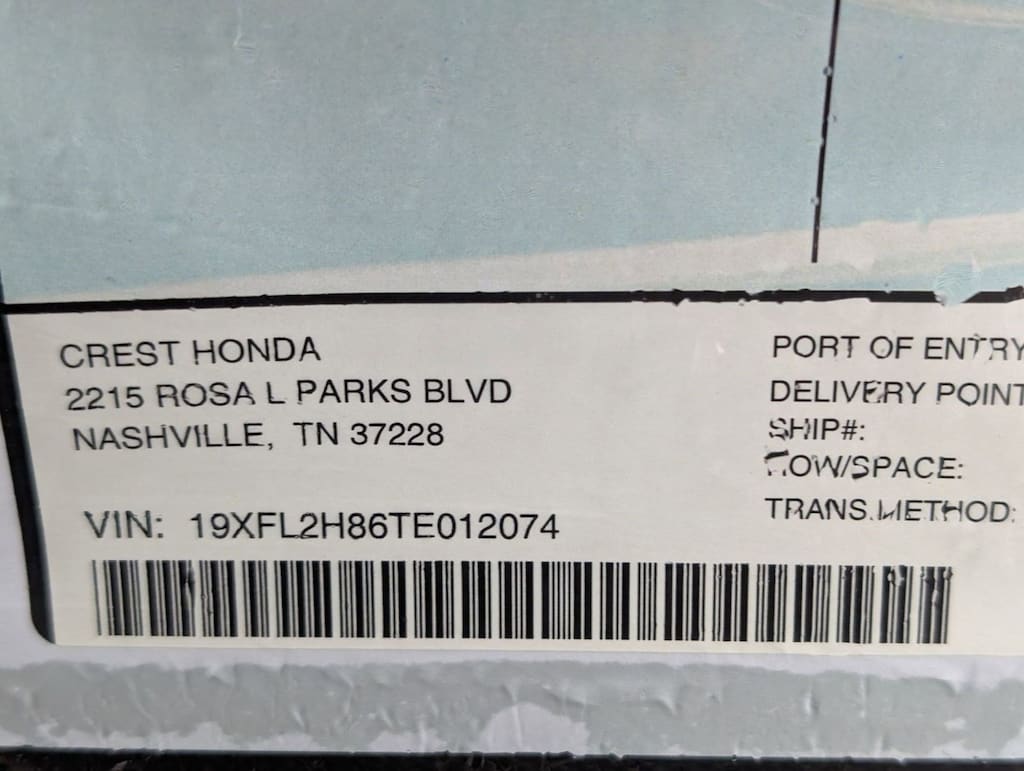 CREST HONDA
2215 ROSA L PARKS BLVD
NASHVILLE, TN 37228
VIN: 19XFL2H86TE012074
PORT OF ENTRY
DELIVERY POINT
SHIP#:
ROW/SPACE:
TRANS.METHOD: